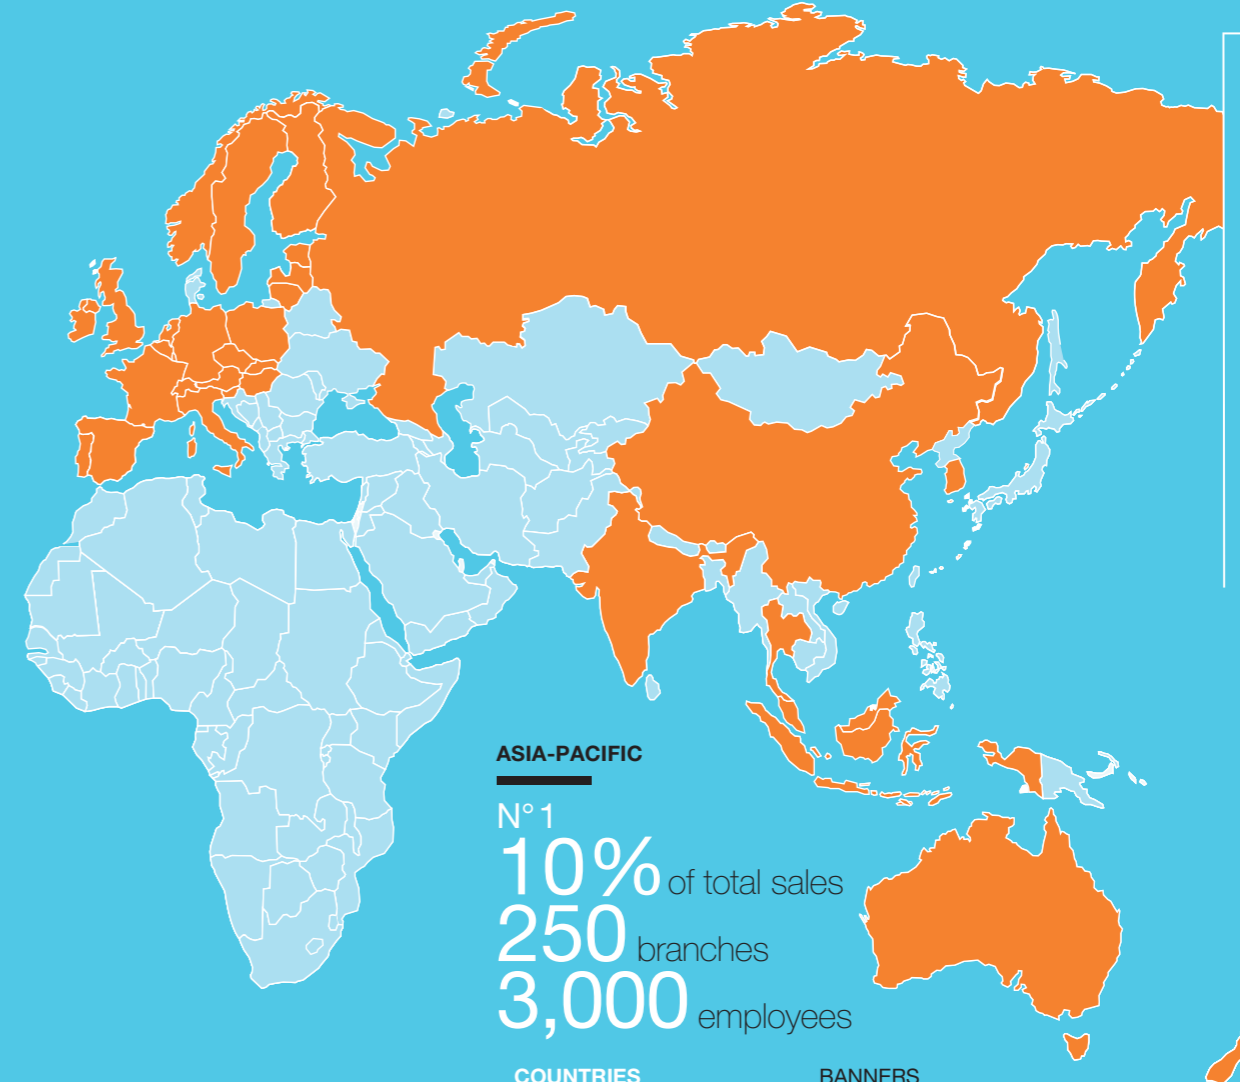 ASIA-PACIFIC
N° 1
10% of total sales
250 branches
3,000 employees
COUNTRIES
BANNERS